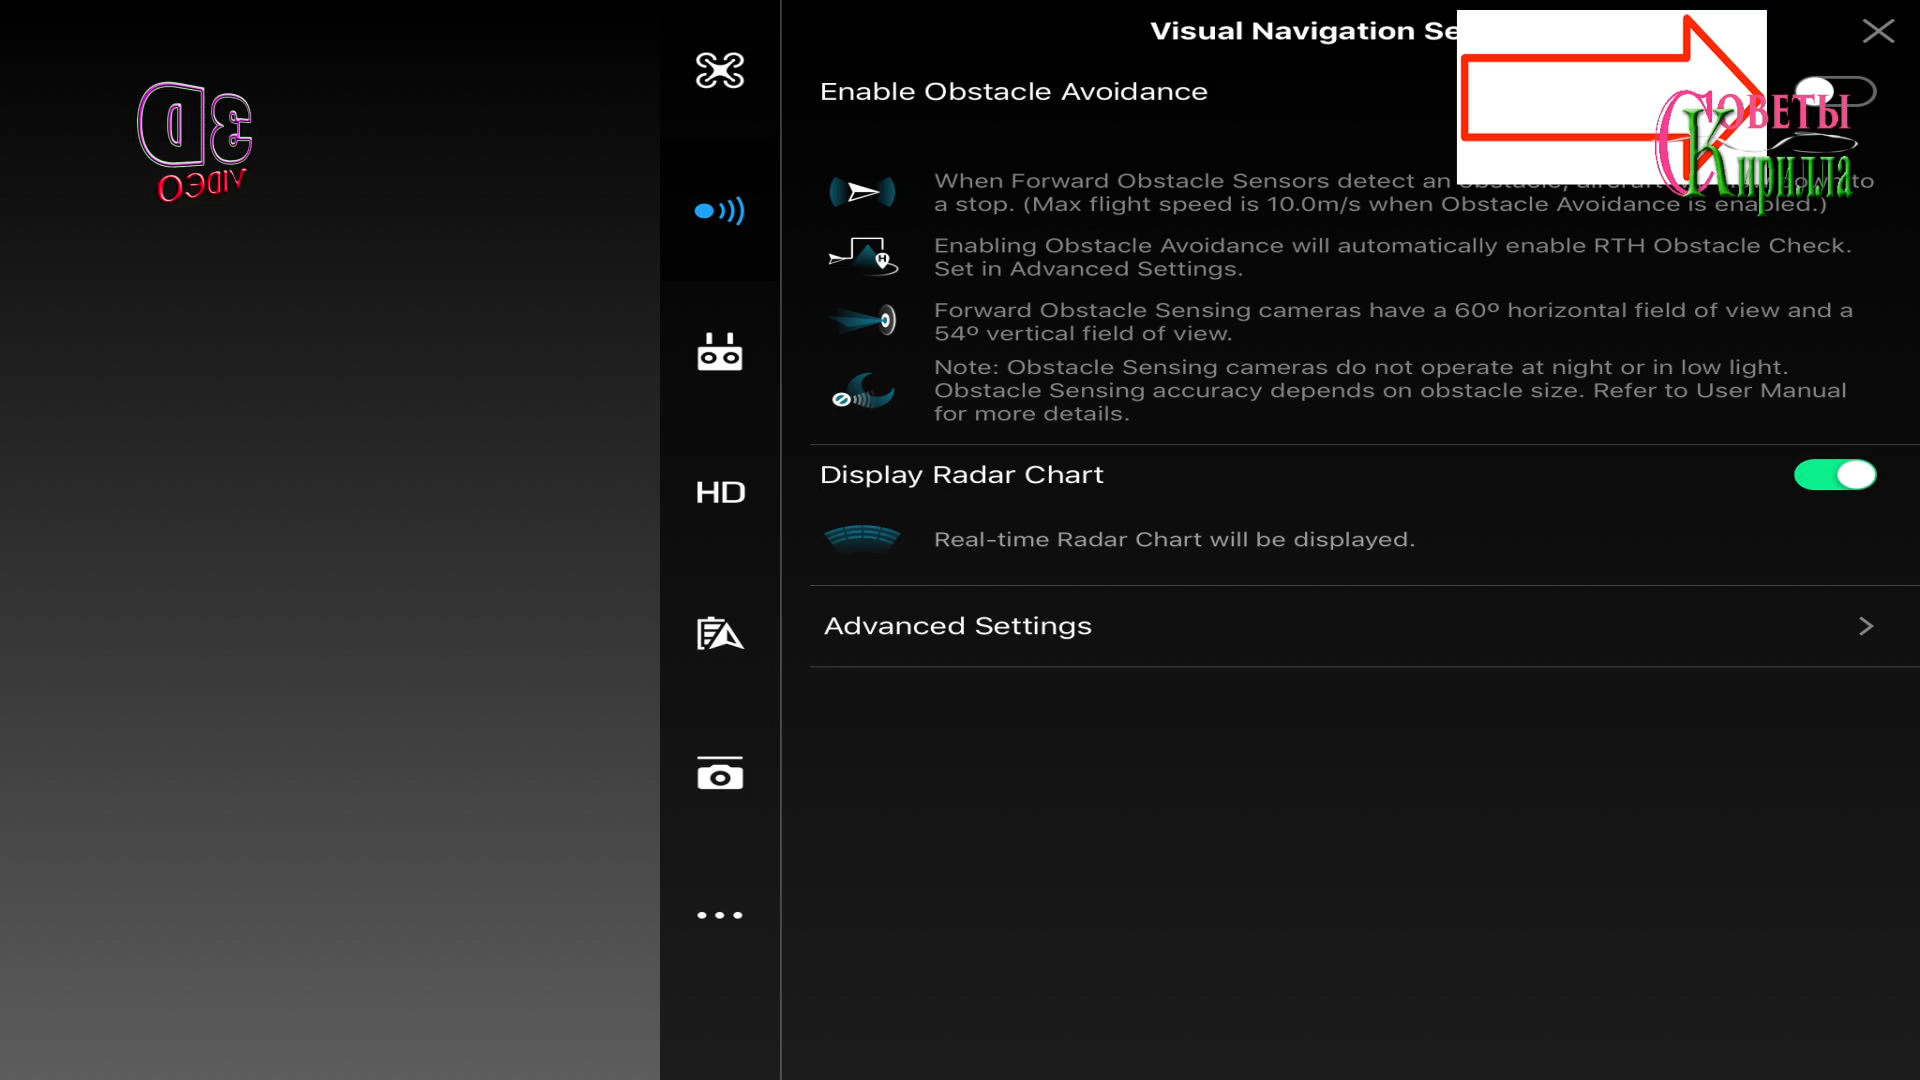 Visual Navigation Se
Enable Obstacle Avoidance
Советы
Кирилла
3D
VIDEO
When Forward Obstacle Sensors detect an to
a stop. (Max flight speed is 10.0m/s when Obstacle Avoidance is enabled.)
Enabling Obstacle Avoidance will automatically enable RTH Obstacle Check.
Set in Advanced Settings.
Forward Obstacle Sensing cameras have a 60º horizontal field of view and a
54º vertical field of view.
Note: Obstacle Sensing cameras do not operate at night or in low light.
Obstacle Sensing accuracy depends on obstacle size. Refer to User Manual
for more details.
HD
Display Radar Chart
Real-time Radar Chart will be displayed.
Advanced Settings